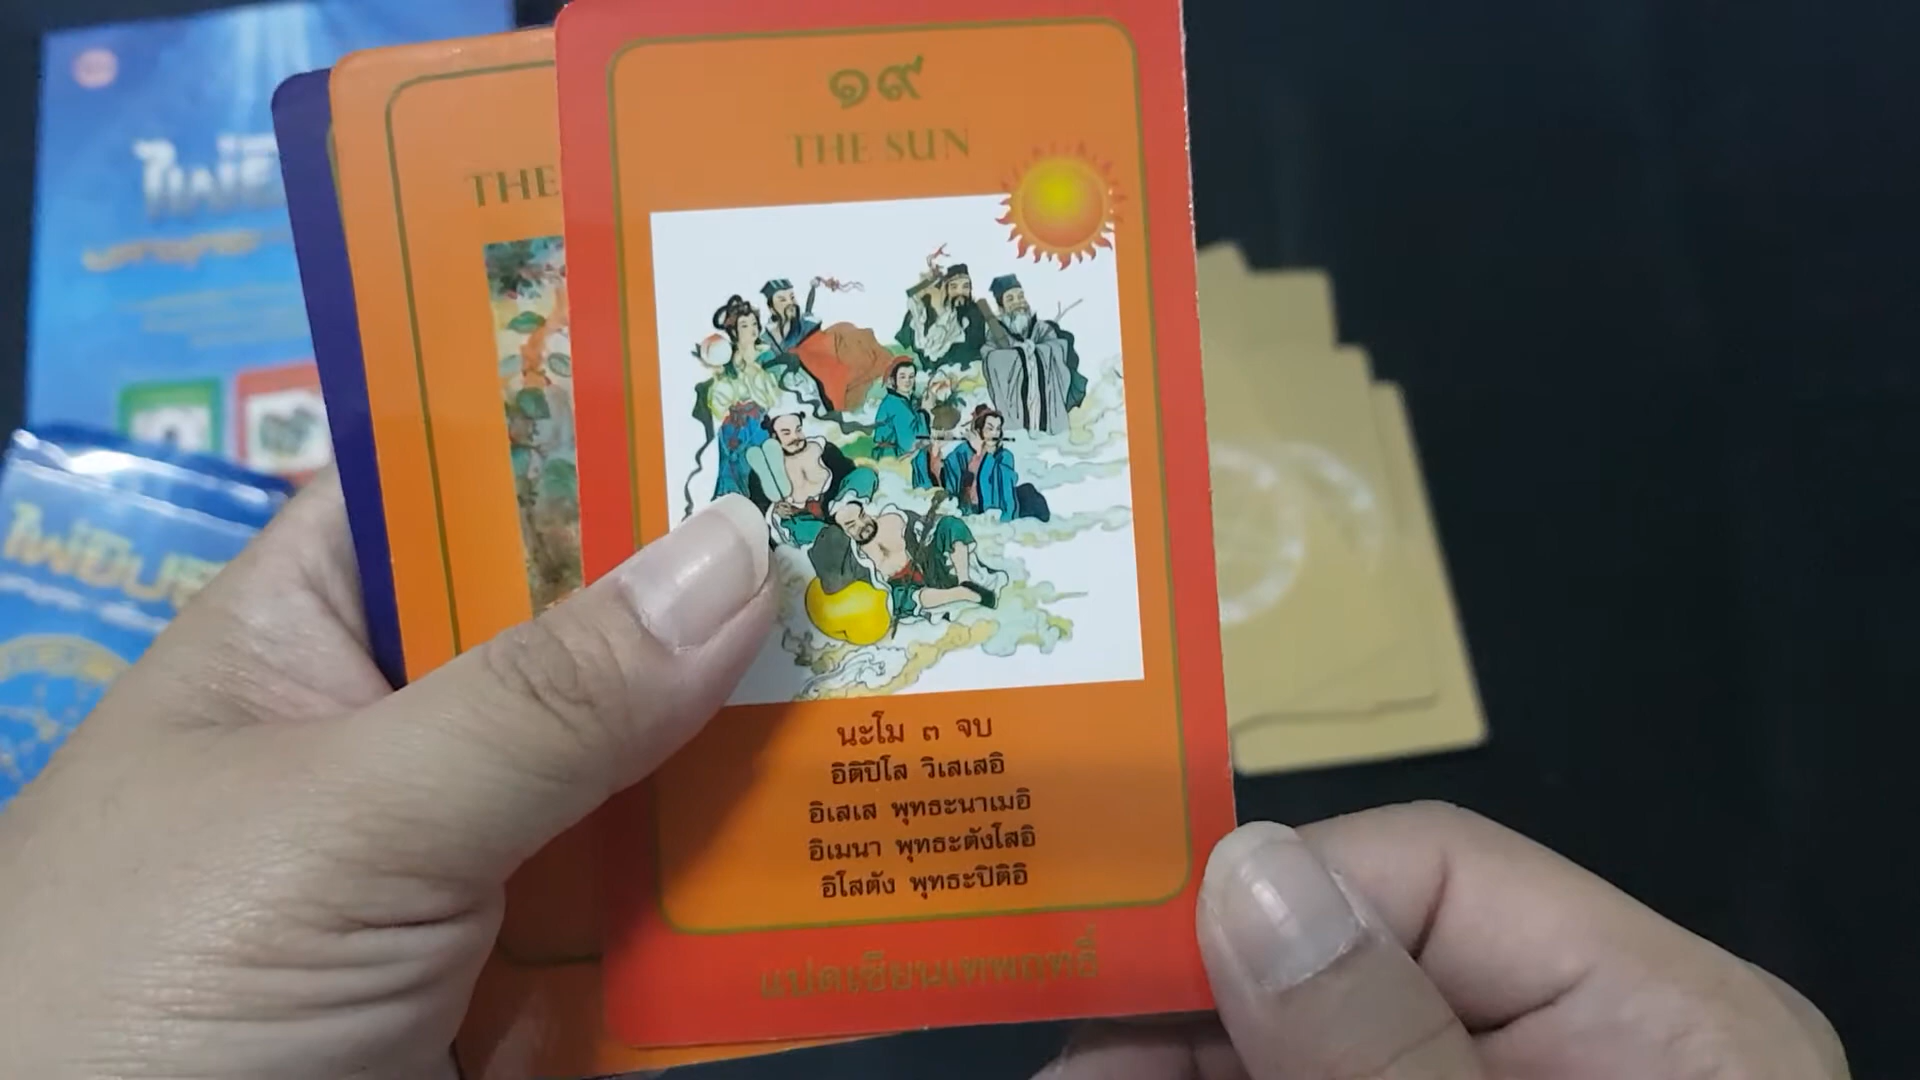 ๑๙
THE SUN
THE
นะโม ๓ จบ
อิติปิโส วิเสเสอิ
อิเสเส พุทธะนาเมอิ
อิเมนา พุทธะตังโสอิ
อิโสตัง พุทธะปิติอิ
แปดเซียนเทพฤทธิ์